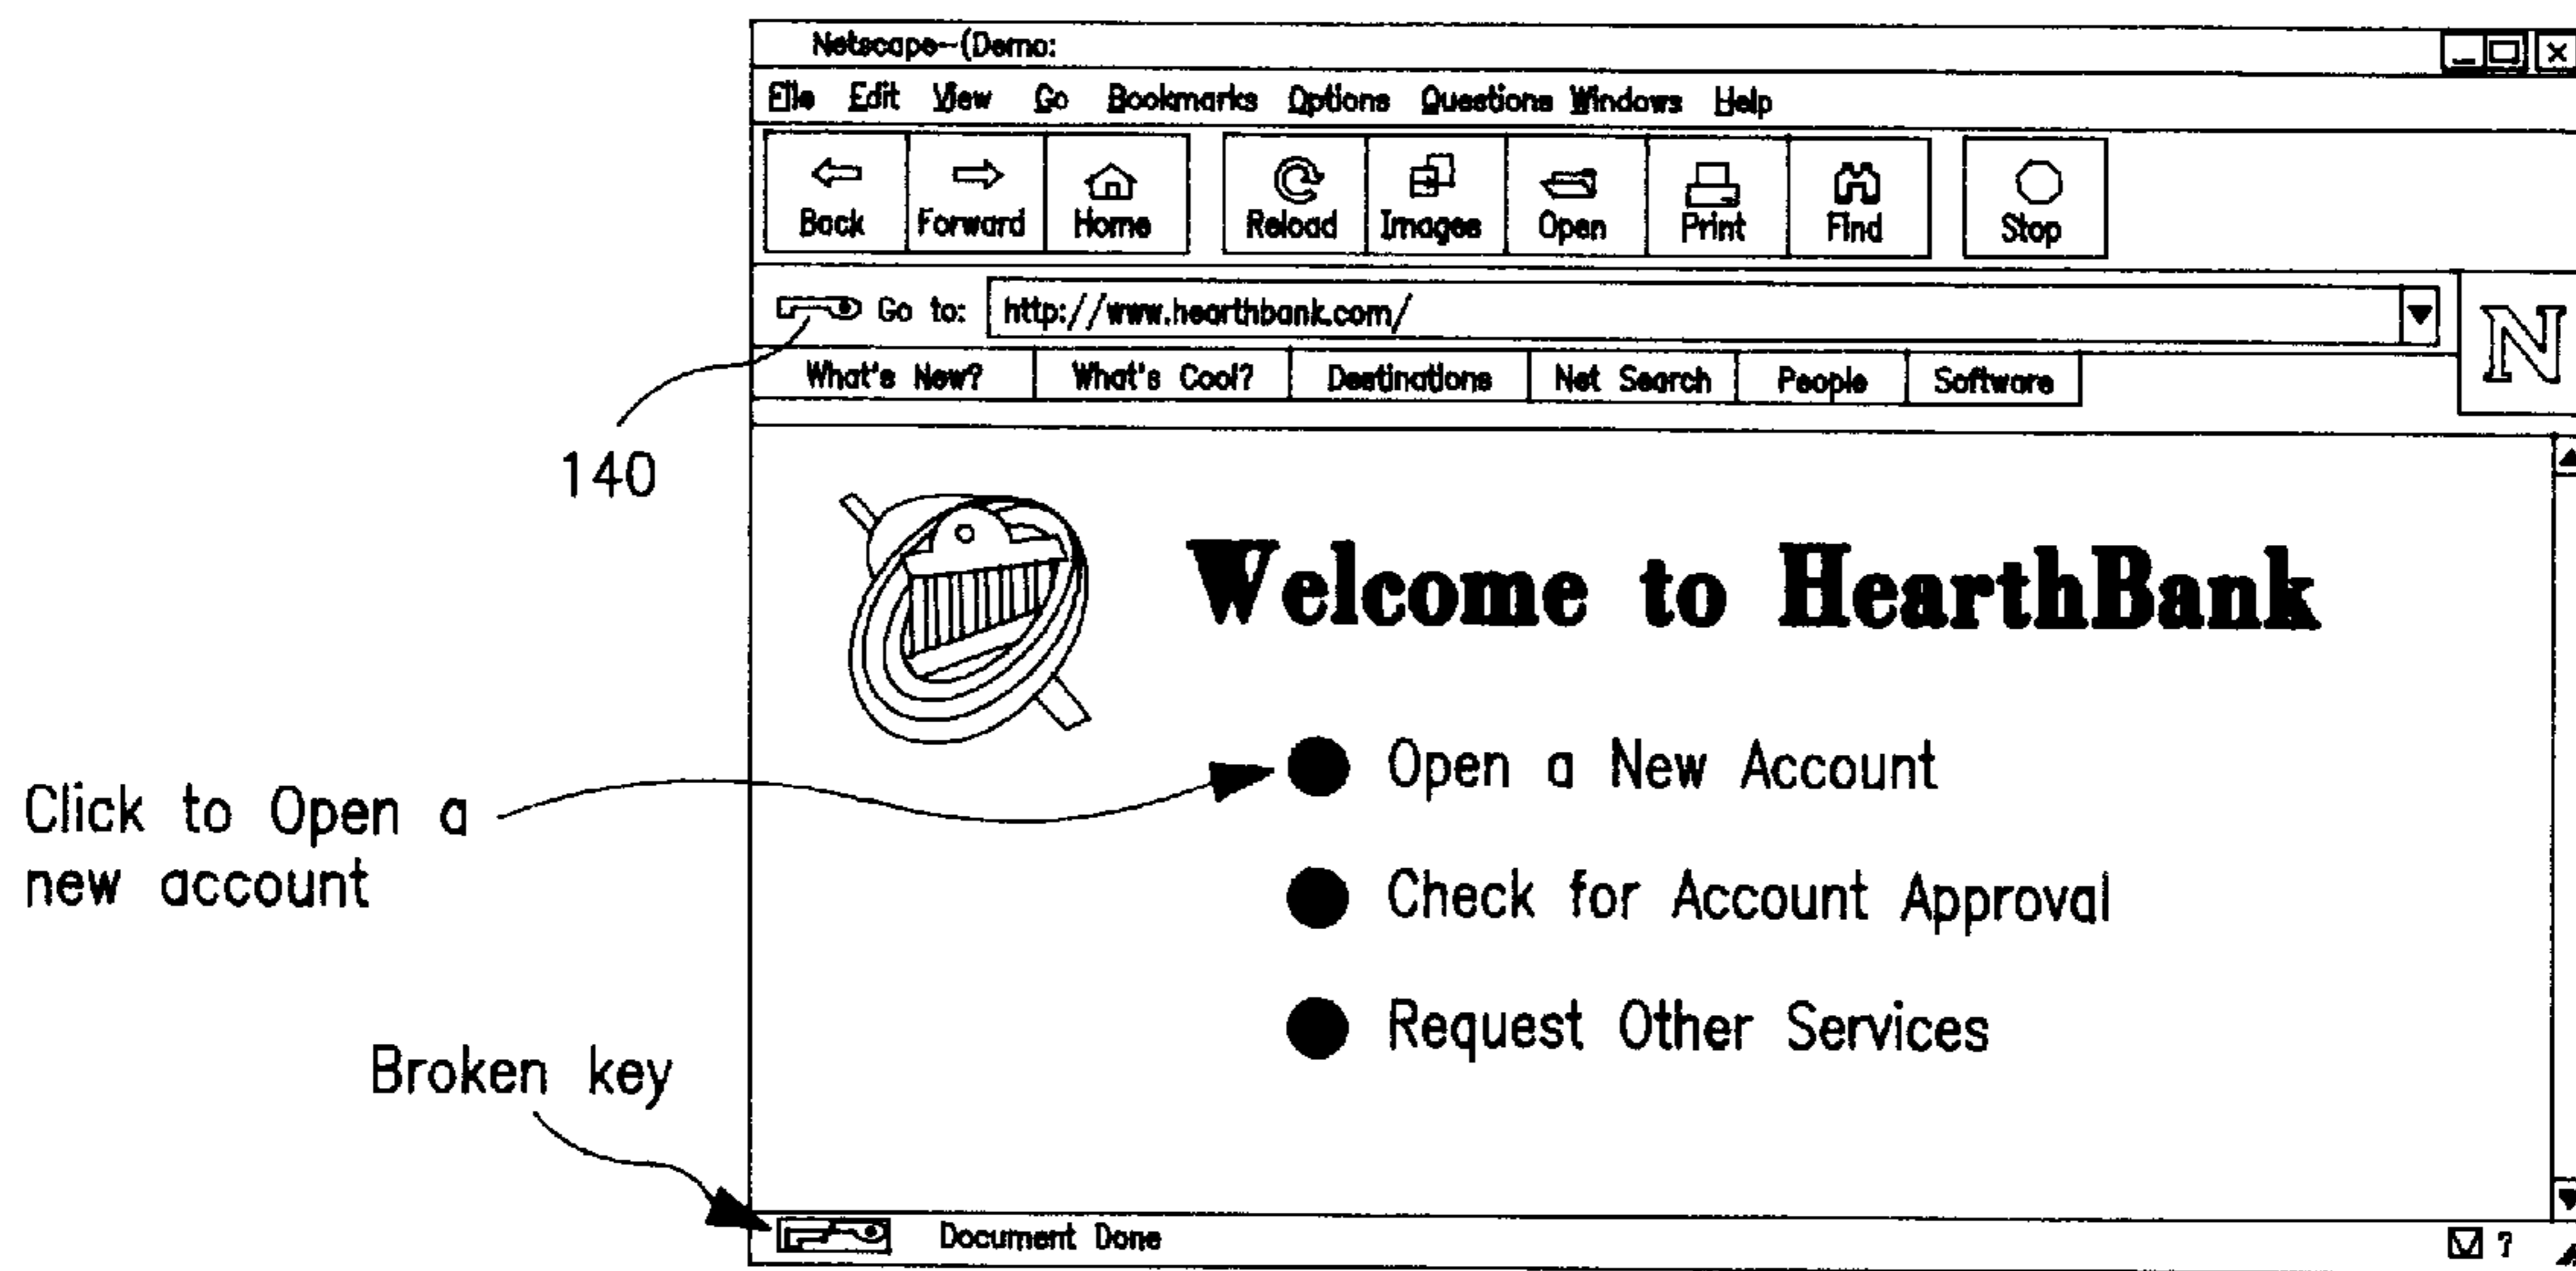 Netscape-(Demo:
File Edit View Go Bookmarks Options Questions Windows Help
Back Forward Home Reload Images Open Print Find Stop
Go to: http://www.hearthbank.com/
N
What's New? What's Cool? Destinations Net Search People Software
140
Welcome to HearthBank
Click to Open a
new account
Open a New Account
Check for Account Approval
Request Other Services
Broken key
Document Done
?